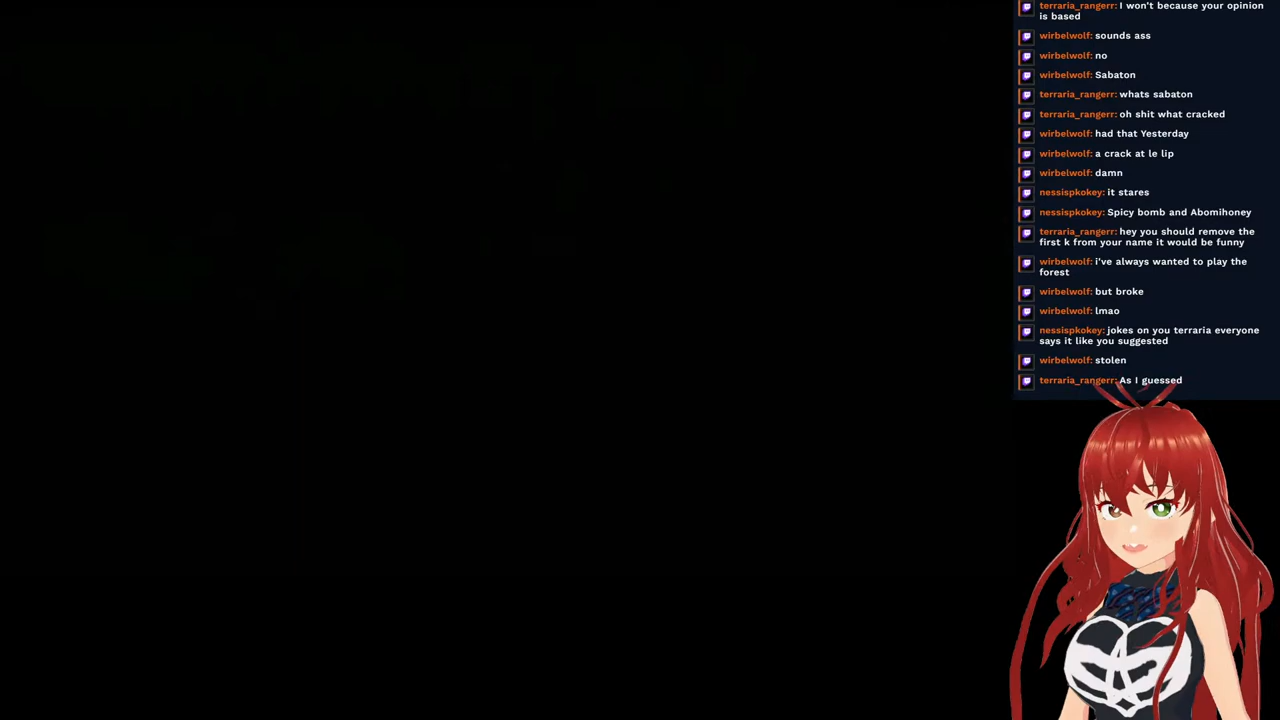 terraria_rangerr: I won't because your opinion
is based
wirbelwolf: sounds ass
wirbelwolf: no
wirbelwolf: Sabaton
terraria_rangerr: whats sabaton
terraria_rangerr: oh shit what cracked
wirbelwolf: had that Yesterday
wirbelwolf: a crack at le lip
wirbelwolf: damn
nessispkokey: it stares
nessispkokey: Spicy bomb and Abomihoney
terraria_rangerr: hey you should remove the
first k from your name it would be funny
wirbelwolf: i've always wanted to play the
forest
wirbelwolf: but broke
wirbelwolf: lmao
nessispkokey: jokes on you terraria everyone
says it like you suggested
wirbelwolf: stolen
terraria_rangerr: As I guessed